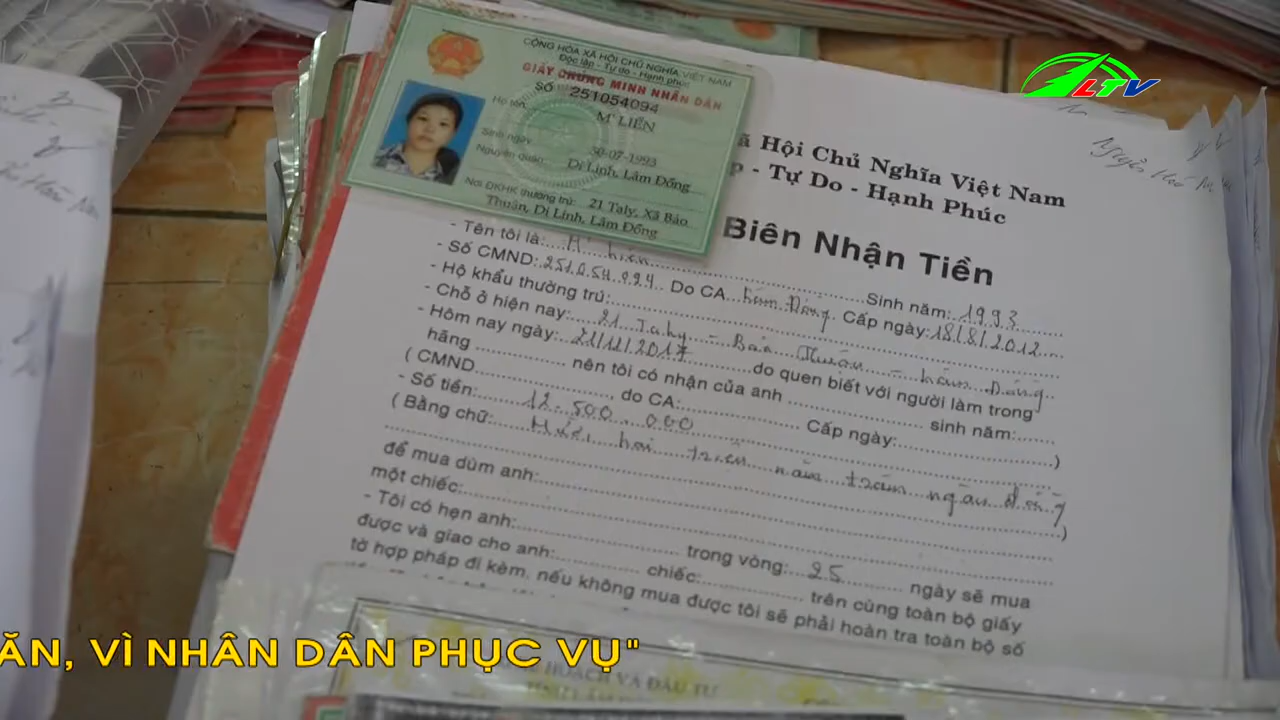 LTV
CỘNG HÒA XÃ HỘI CHỦ NGHĨA VIỆT NAM
Độc lập - Tự do - Hạnh phúc
GIẤY CHỨNG MINH NHÂN DÂN
SỐ 251054094
Họ tên M' LIÊN
Sinh ngày 30-07-1993
Nguyên quán Di Linh, Lâm Đồng
Nơi ĐKHK thường trú: 21 Taly, Xã Bảo
Thuận, Di Linh, Lâm Đồng
ã Hội Chủ Nghĩa Việt Nam
p - Tự Do - Hạnh Phúc
Biên Nhận Tiền
- Tên tôi là: Sinh năm: 1993
- Số CMND: 251.054.094 Do CA Lâm Đồng Cấp ngày: 18/8/2012
- Hộ khẩu thường trú:
- Chỗ ở hiện nay: 21 Taly - Bảo Thuận - Lâm Đồng
- Hôm nay ngày: 21/11/2017 do quen biết với người làm trong
hãng nên tôi có nhận của anh sinh năm:
( CMND do CA: Cấp ngày: )
- Số tiền: 12.500.000
( Bằng chữ: Mười hai triệu năm trăm ngàn đồng )
để mua dùm anh:
một chiếc:
- Tôi có hẹn anh: trong vòng: 25 ngày sẽ mua
được và giao cho anh: chiếc: trên cùng toàn bộ giấy
tờ hợp pháp đi kèm, nếu không mua được tôi sẽ phải hoàn trả toàn bộ số
HOẠCH VÀ ĐẦU TƯ
ĂN, VÌ NHÂN DÂN PHỤC VỤ"